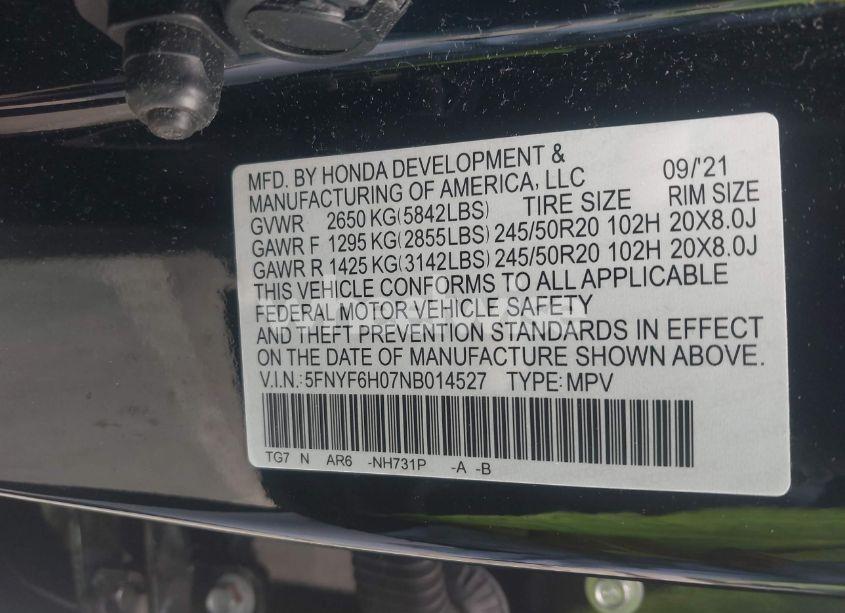 MFD. BY HONDA DEVELOPMENT & 09/'21
MANUFACTURING OF AMERICA, LLC
TIRE SIZE RIM SIZE
GVWR 2650 KG(5842LBS)
GAWR F 1295 KG(2855LBS) 245/50R20 102H 20X8.0J
GAWR R 1425 KG(3142LBS) 245/50R20 102H 20X8.0J
THIS VEHICLE CONFORMS TO ALL APPLICABLE
FEDERAL MOTOR VEHICLE SAFETY
AND THEFT PREVENTION STANDARDS IN EFFECT
ON THE DATE OF MANUFACTURE SHOWN ABOVE.
V.I.N.: 5FNYF6H07NB014527 TYPE: MPV
TG7 N AR6 -NH731P -A -B